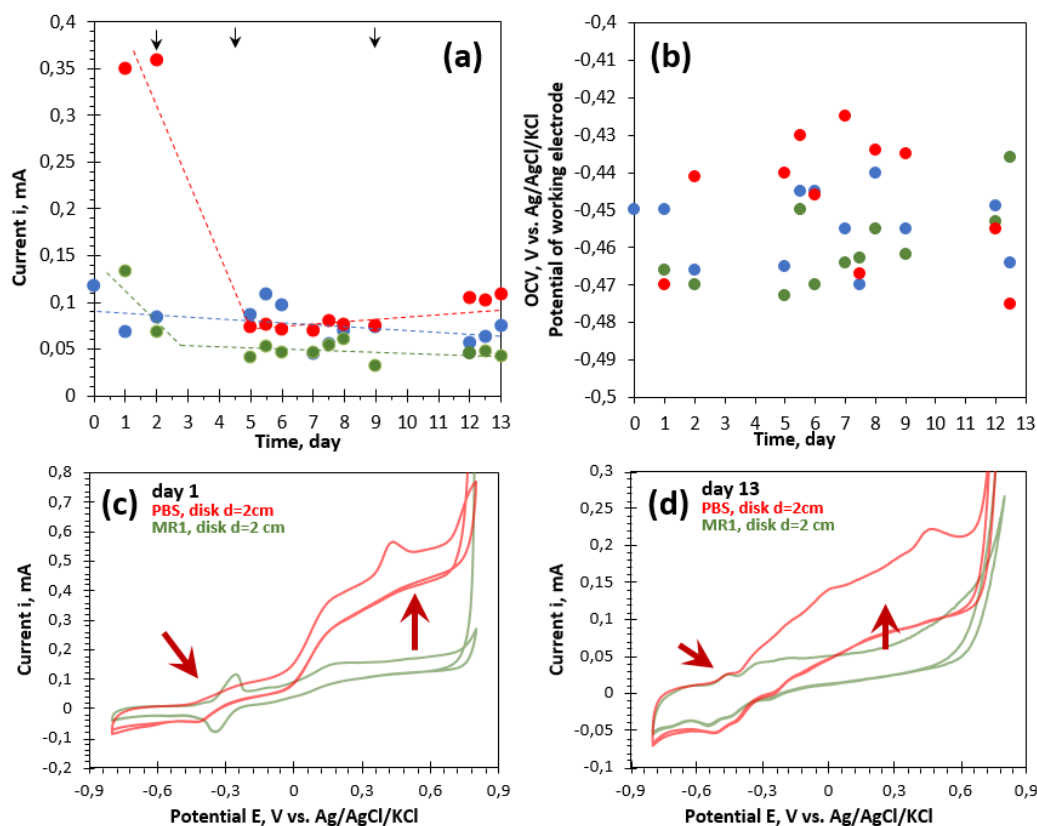 (a)
0,4
0,35
0,3
0,25
0,2
0,15
0,1
0,05
0
Current i, mA
0 1 2 3 4 5 6 7 8 9 10 11 12 13
Time, day
(b)
-0,4
-0,41
-0,42
-0,43
-0,44
-0,45
-0,46
-0,47
-0,48
-0,49
-0,5
OCV, V vs. Ag/AgCl/KCl
Potential of working electrode
0 1 2 3 4 5 6 7 8 9 10 11 12 13
Time, day
(c)
day 1
PBS, disk d=2cm
MR1, disk d=2 cm
0,8
0,7
0,6
0,5
0,4
0,3
0,2
0,1
0
-0,1
-0,2
Current i, mA
-0,9 -0,6 -0,3 0 0,3 0,6 0,9
Potential E, V vs. Ag/AgCl/KCl
(d)
day 13
PBS, disk d=2cm
MR1, disk d=2 cm
0,3
0,25
0,2
0,15
0,1
0,05
0
-0,05
-0,1
Current i, mA
-0,9 -0,6 -0,3 0 0,3 0,6 0,9
Potential E, V vs. Ag/AgCl/KCl